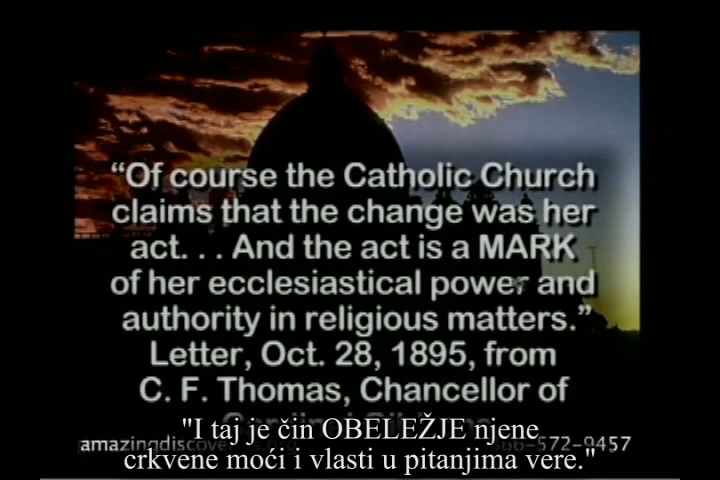 “Of course the Catholic Church
claims that the change was her
act. . . And the act is a MARK
of her ecclesiastical power and
authority in religious matters.”
Letter, Oct. 28, 1895, from
C. F. Thomas, Chancellor of
"I taj je čin OBELEŽJE njene
crkvene moći i vlasti u pitanjima vere."
-572-9457